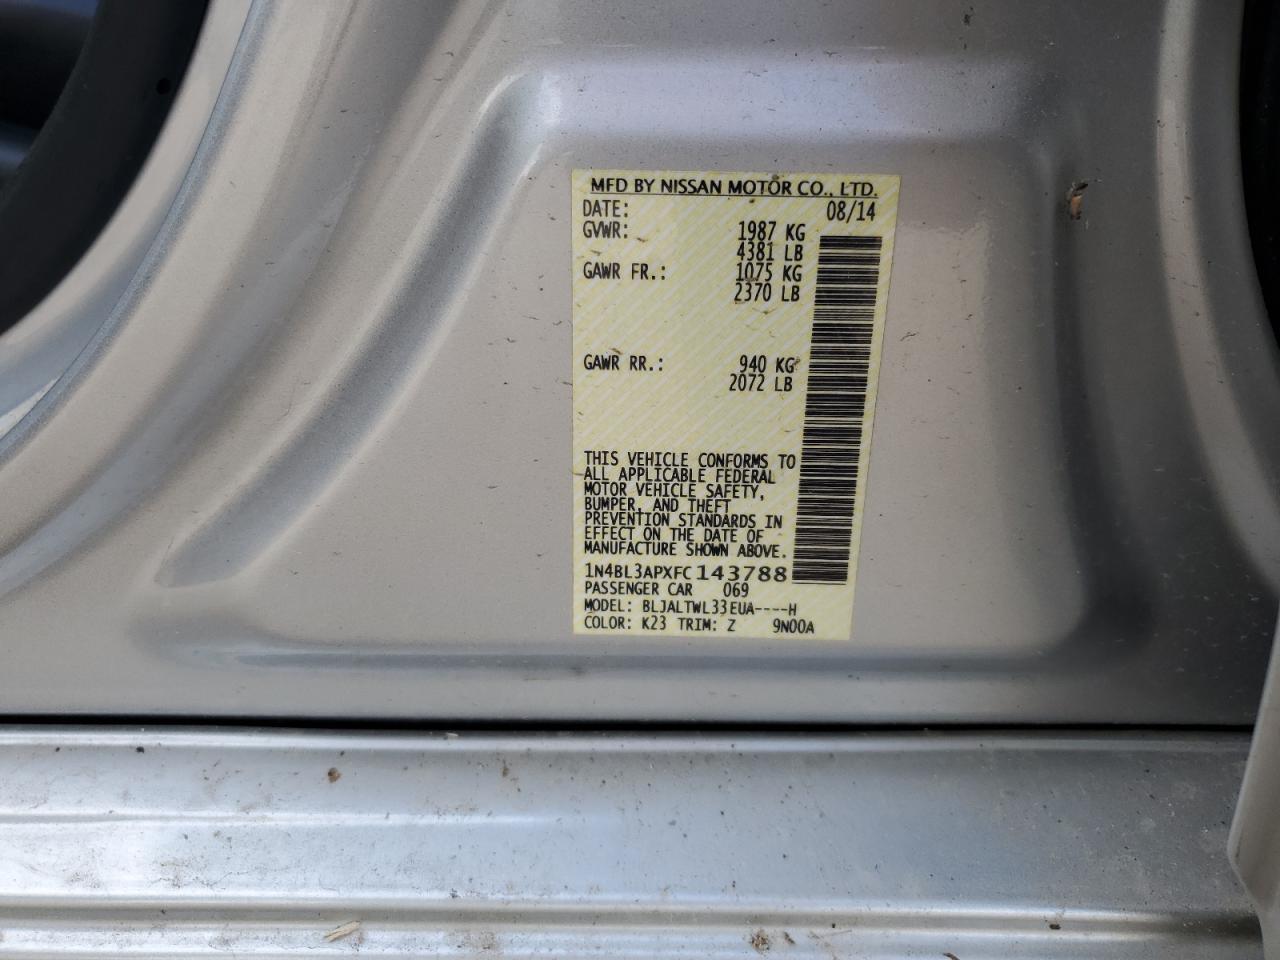 MFD BY NISSAN MOTOR CO., LTD.
DATE: 08/14
GVWR: 1987 KG
4381 LB
GAWR FR.: 1075 KG
2370 LB
GAWR RR.: 940 KG
2072 LB
THIS VEHICLE CONFORMS TO
ALL APPLICABLE FEDERAL
MOTOR VEHICLE SAFETY,
BUMPER, AND THEFT
PREVENTION STANDARDS IN
EFFECT ON THE DATE OF
MANUFACTURE SHOWN ABOVE.
1N4BL3APXFC143788
PASSENGER CAR 069
MODEL: BLJALTWL33EUA----H
COLOR: K23 TRIM: Z 9N00A